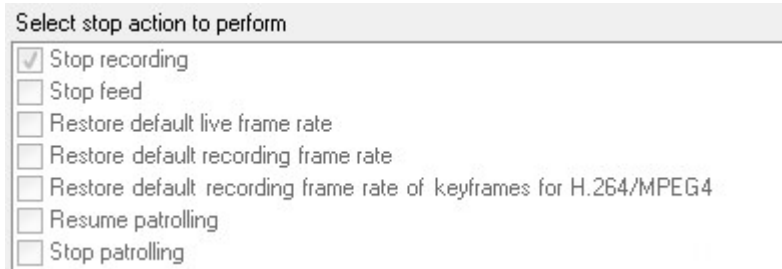 Select stop action to perform
Stop recording
Stop feed
Restore default live frame rate
Restore default recording frame rate
Restore default recording frame rate of keyframes for H.264/MPEG4
Resume patrolling
Stop patrolling